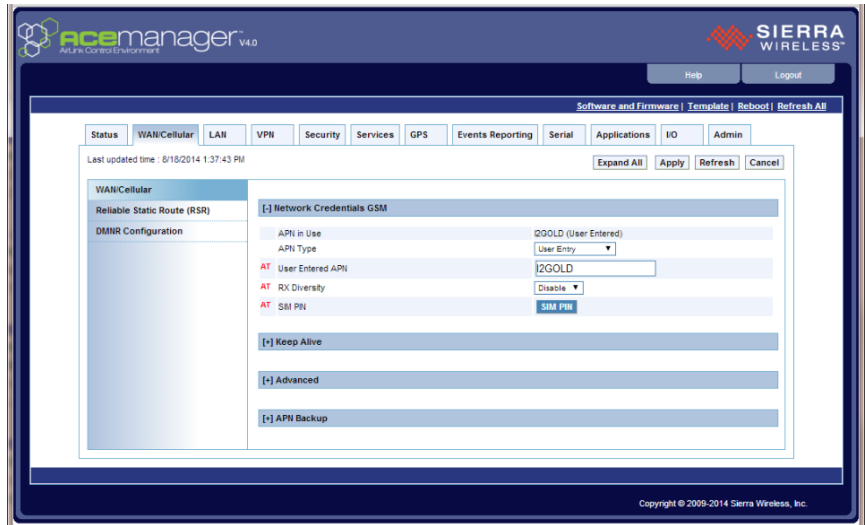 acemanager™ V4.0
AirLink Control Environment
SIERRA
WIRELESS™
Help Logout
Software and Firmware | Template | Reboot | Refresh All
Status WAN/Cellular LAN VPN Security Services GPS Events Reporting Serial Applications I/O Admin
Last updated time : 8/18/2014 1:37:43 PM
Expand All Apply Refresh Cancel
WAN/Cellular
Reliable Static Route (RSR)
DMNR Configuration
[-] Network Credentials GSM
APN in Use I2GOLD (User Entered)
APN Type User Entry
AT User Entered APN I2GOLD
AT RX Diversity Disable
AT SIM PIN SIM PIN
[+] Keep Alive
[+] Advanced
[+] APN Backup
Copyright © 2009-2014 Sierra Wireless, Inc.